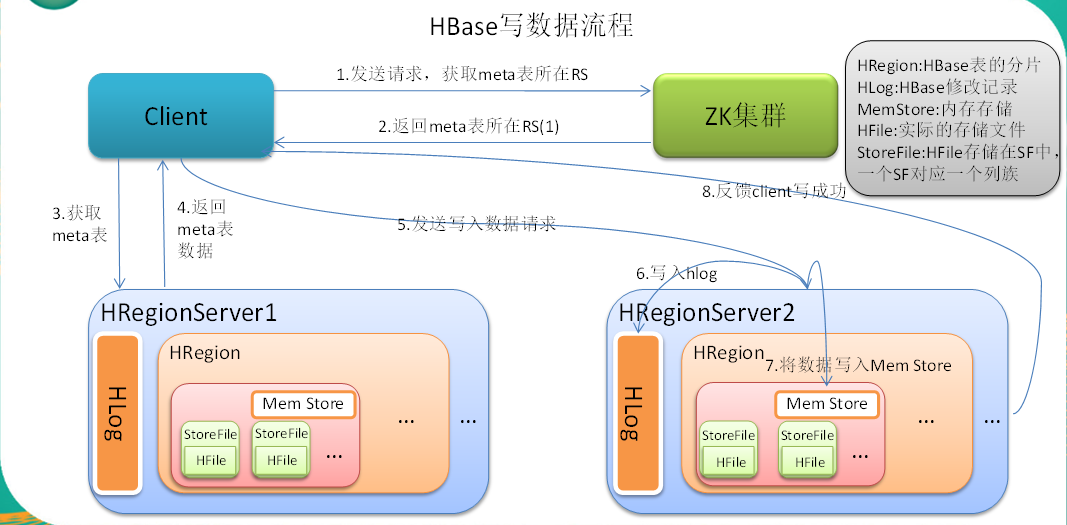 HBase写数据流程
1.发送请求，获取meta表所在RS
Client
ZK集群
2.返回meta表所在RS(1)
HRegion:HBase表的分片
HLog:HBase修改记录
MemStore:内存存储
HFile:实际的存储文件
StoreFile:HFile存储在SF中，
一个SF对应一个列族
3.获取
meta表
4.返回
meta表
数据
5.发送写入数据请求
8.反馈client写成功
6.写入hlog
HRegionServer1
HLog
HRegion
Mem Store
StoreFile
HFile
StoreFile
HFile
...
...
...
HRegionServer2
HLog
HRegion
7.将数据写入Mem Store
Mem Store
StoreFile
HFile
StoreFile
HFile
...
...
...